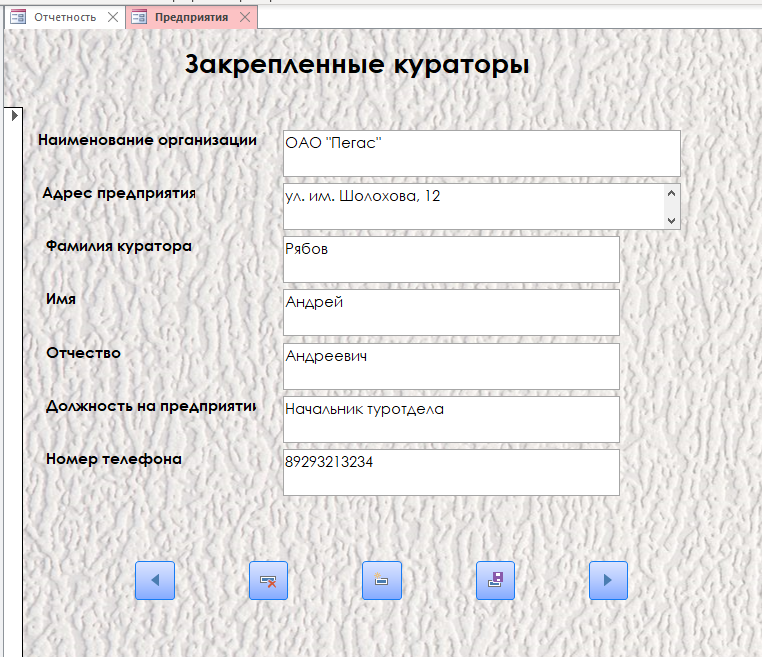 Отчетность
Предприятия
Закрепленные кураторы
Наименование организации
ОАО "Пегас"
Адрес предприятия
ул. им. Шолохова, 12
Фамилия куратора
Рябов
Имя
Андрей
Отчество
Андреевич
Должность на предприятии
Начальник туротдела
Номер телефона
89293213234